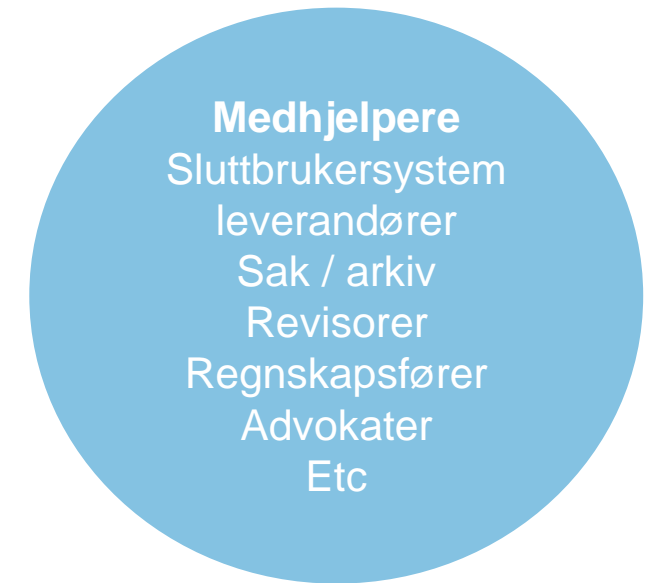 Medhjelpere
Sluttbrukersystem
leverandører
Sak / arkiv
Revisorer
Regnskapsfører
Advokater
Etc